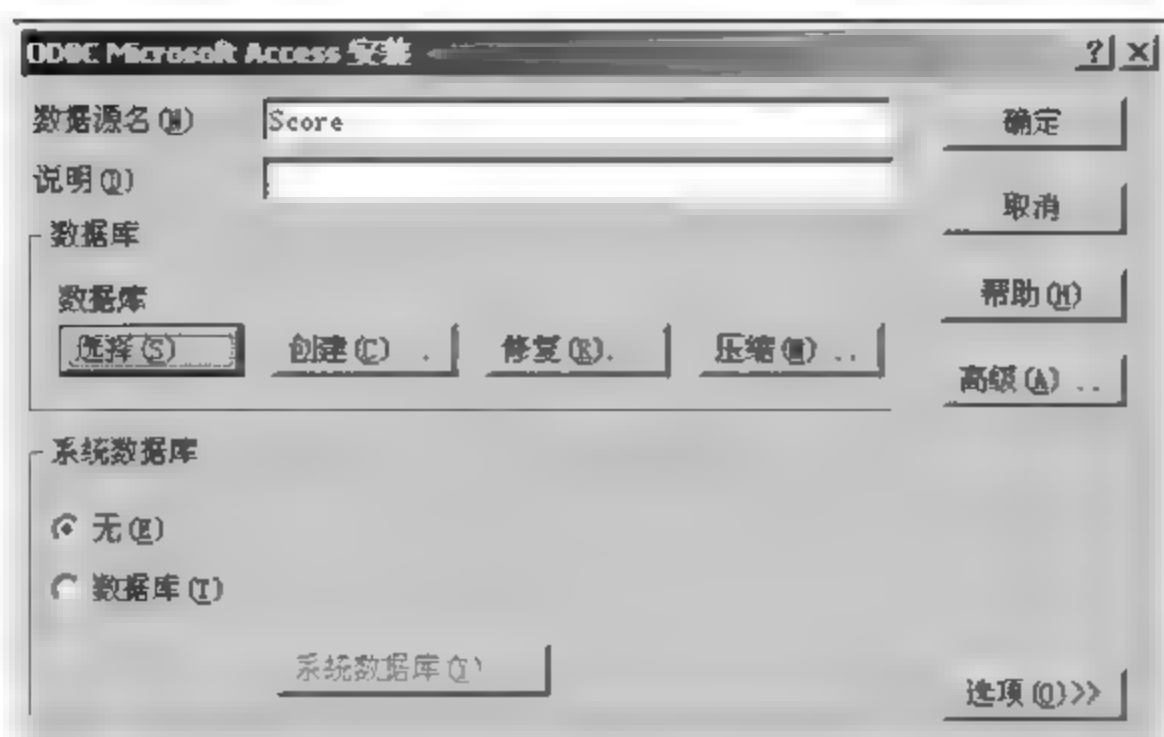 ODBC Microsoft Access 安装
数据源名(N)
Score
确定
说明(D)
取消
数据库
数据库
帮助(H)
选择(S)
创建(C)
修复(R)
压缩(M)
高级(A)
系统数据库
无(E)
数据库(T)
系统数据库(Y)
选项(O)>>